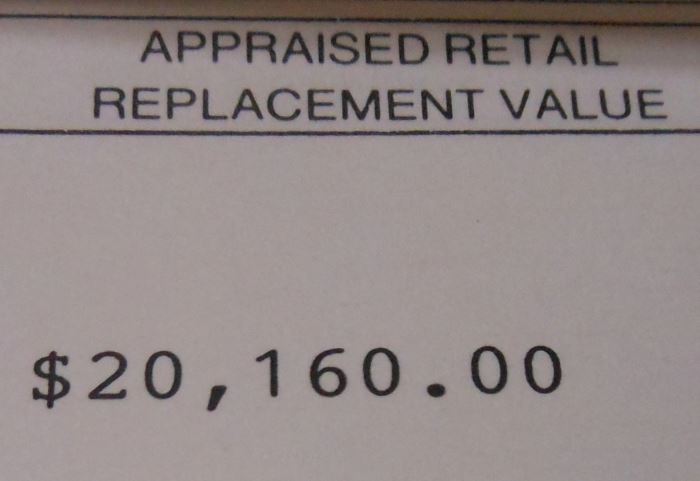 APPRAISED RETAIL
REPLACEMENT VALUE
$20,160.00